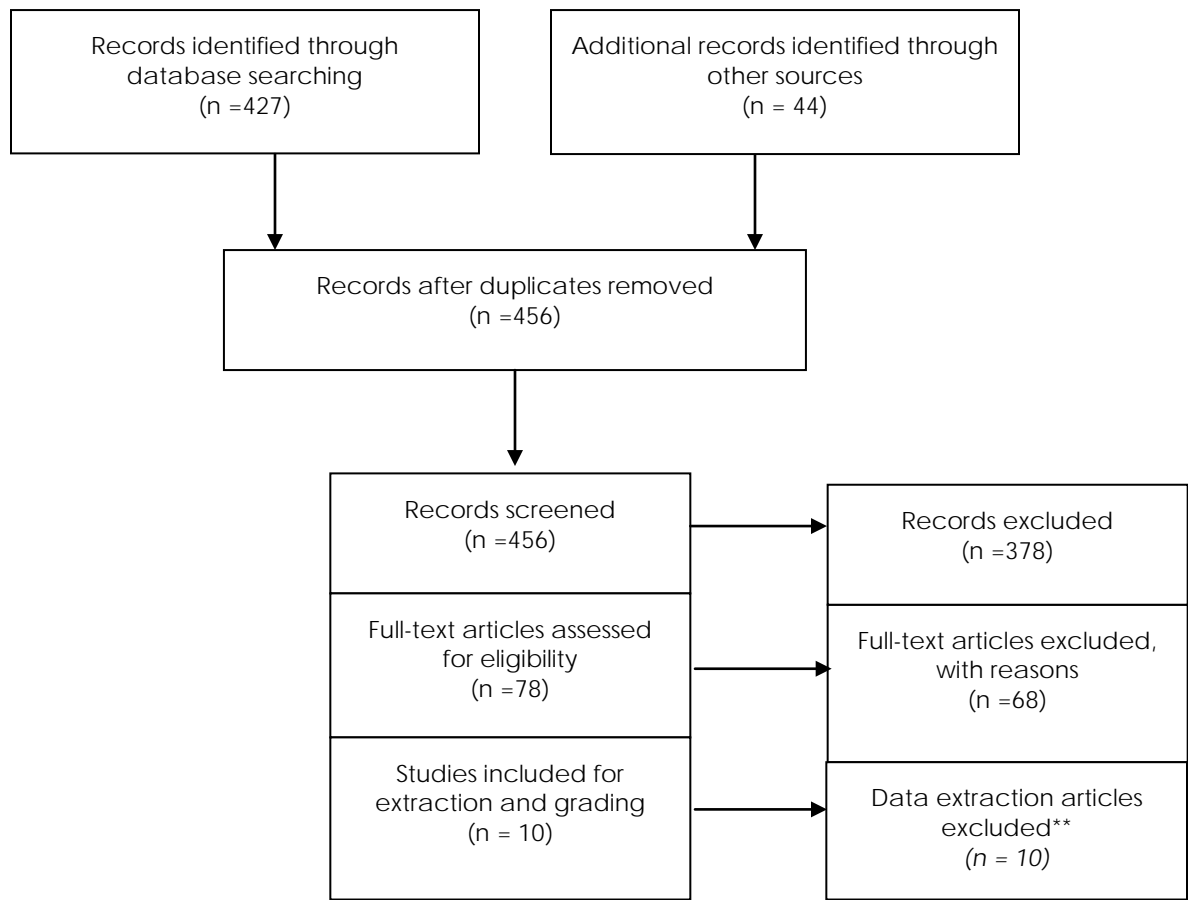 Records identified through
database searching
(n =427)
Additional records identified through
other sources
(n = 44)
Records after duplicates removed
(n =456)
Records screened
(n =456)
Records excluded
(n =378)
Full-text articles assessed
for eligibility
(n =78)
Full-text articles excluded,
with reasons
(n =68)
Studies included for
extraction and grading
(n = 10)
Data extraction articles
excluded**
(n = 10)